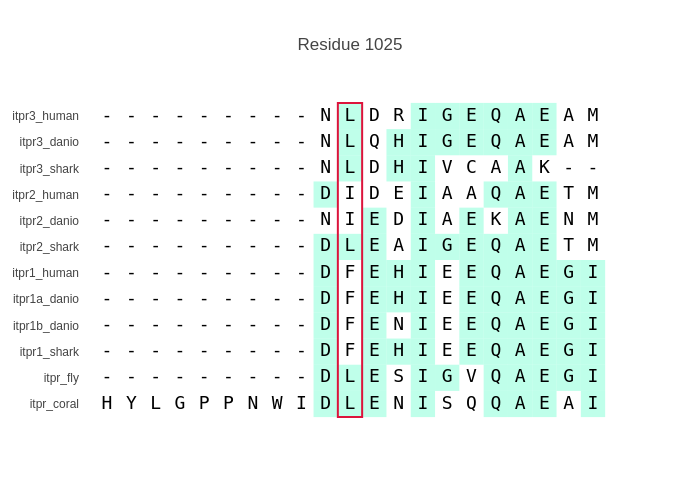 Residue 1025
itpr3_human - - - - - - - - - N L D R I G E Q A E A M
itpr3_danio - - - - - - - - - N L Q H I G E Q A E A M
itpr3_shark - - - - - - - - - N L D H I V C A A K - -
itpr2_human - - - - - - - - - D I D E I A A Q A E T M
itpr2_danio - - - - - - - - - N I E D I A E K A E N M
itpr2_shark - - - - - - - - - D L E A I G E Q A E T M
itpr1_human - - - - - - - - - D F E H I E E Q A E G I
itpr1a_danio - - - - - - - - - D F E H I E E Q A E G I
itpr1b_danio - - - - - - - - - D F E N I E E Q A E G I
itpr1_shark - - - - - - - - - D F E H I E E Q A E G I
itpr_fly - - - - - - - - - D L E S I G V Q A E G I
itpr_coral H Y L G P P N W I D L E N I S Q Q A E A I